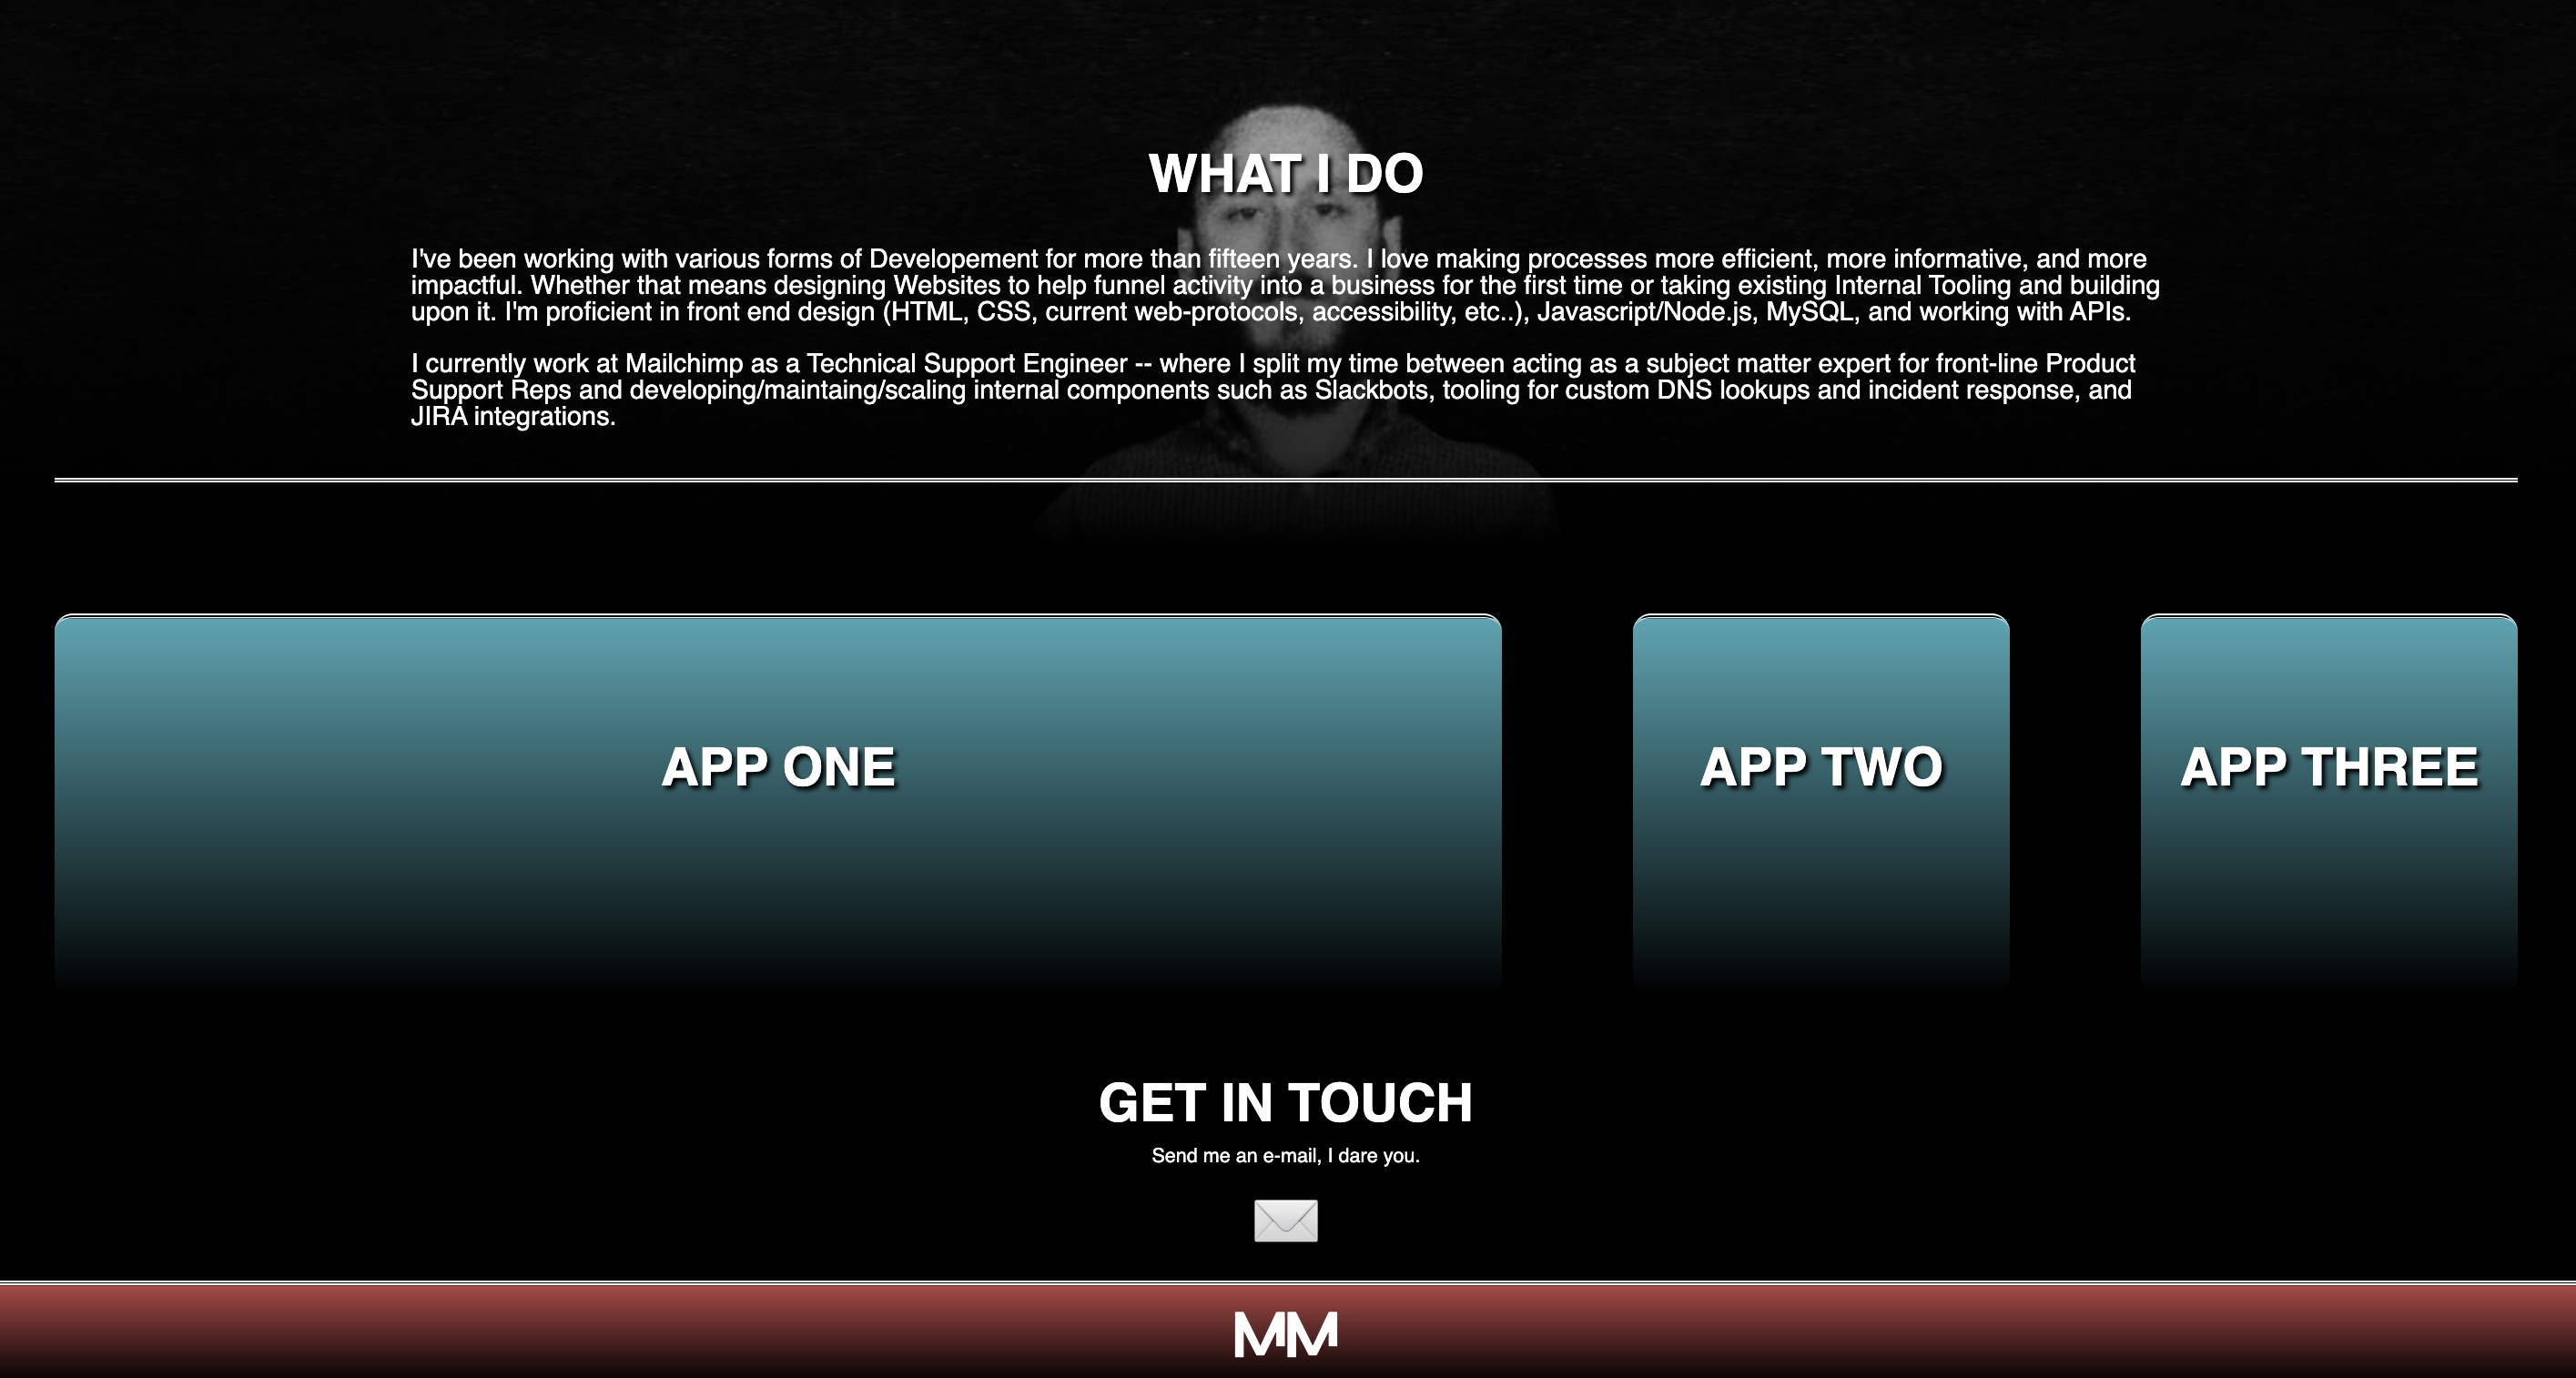 WHAT I DO
I've been working with various forms of Developement for more than fifteen years. I love making processes more efficient, more informative, and more
impactful. Whether that means designing Websites to help funnel activity into a business for the first time or taking existing Internal Tooling and building
upon it. I'm proficient in front end design (HTML, CSS, current web-protocols, accessibility, etc..), Javascript/Node.js, MySQL, and working with APIs.
I currently work at Mailchimp as a Technical Support Engineer -- where I split my time between acting as a subject matter expert for front-line Product
Support Reps and developing/maintaing/scaling internal components such as Slackbots, tooling for custom DNS lookups and incident response, and
JIRA integrations.
APP ONE
APP TWO
APP THREE
GET IN TOUCH
Send me an e-mail, I dare you.
MM